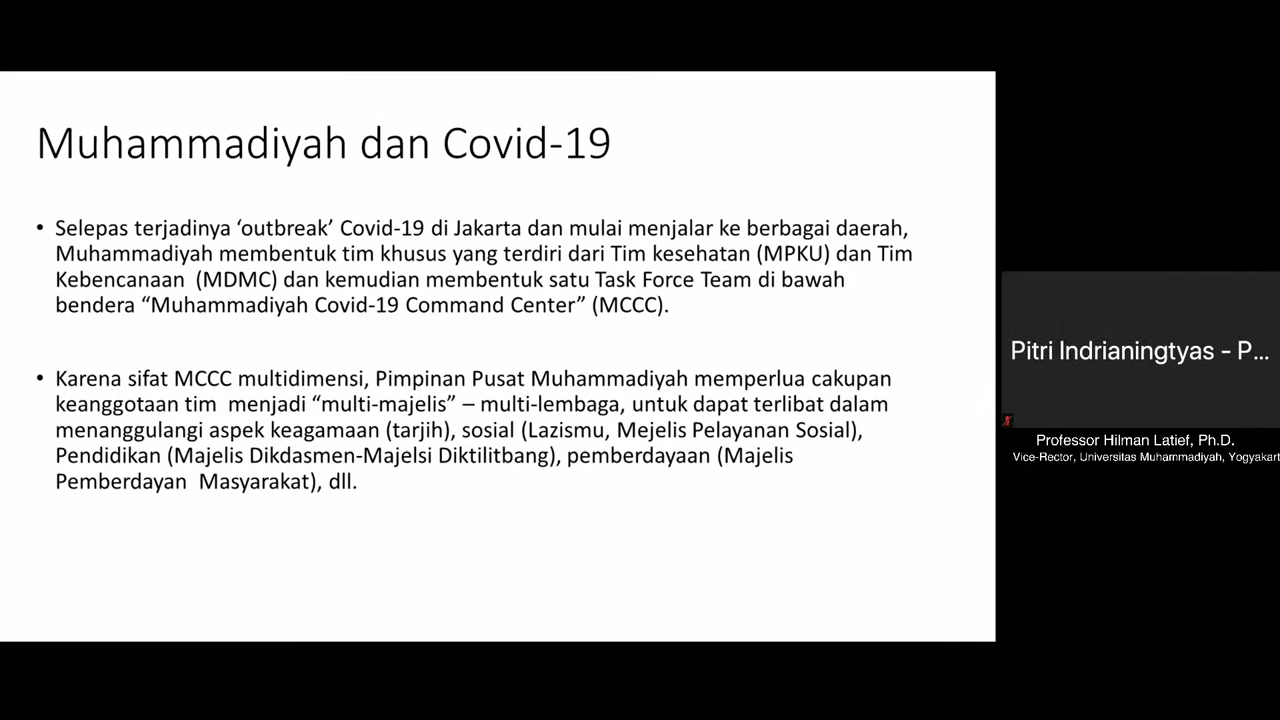 Muhammadiyah dan Covid-19
• Selepas terjadinya ‘outbreak’ Covid-19 di Jakarta dan mulai menjalar ke berbagai daerah,
Muhammadiyah membentuk tim khusus yang terdiri dari Tim kesehatan (MPKU) dan Tim
Kebencanaan (MDMC) dan kemudian membentuk satu Task Force Team di bawah
bendera “Muhammadiyah Covid-19 Command Center” (MCCC).
• Karena sifat MCCC multidimensi, Pimpinan Pusat Muhammadiyah memperlua cakupan
keanggotaan tim menjadi “multi-majelis” – multi-lembaga, untuk dapat terlibat dalam
menanggulangi aspek keagamaan (tarjih), sosial (Lazismu, Mejelis Pelayanan Sosial),
Pendidikan (Majelis Dikdasmen-Majelsi Diktilitbang), pemberdayaan (Majelis
Pemberdayan Masyarakat), dll.
Pitri Indrianingtyas - P...
Professor Hilman Latief, Ph.D.
Vice-Rector, Universitas Muhammadiyah, Yogyakart